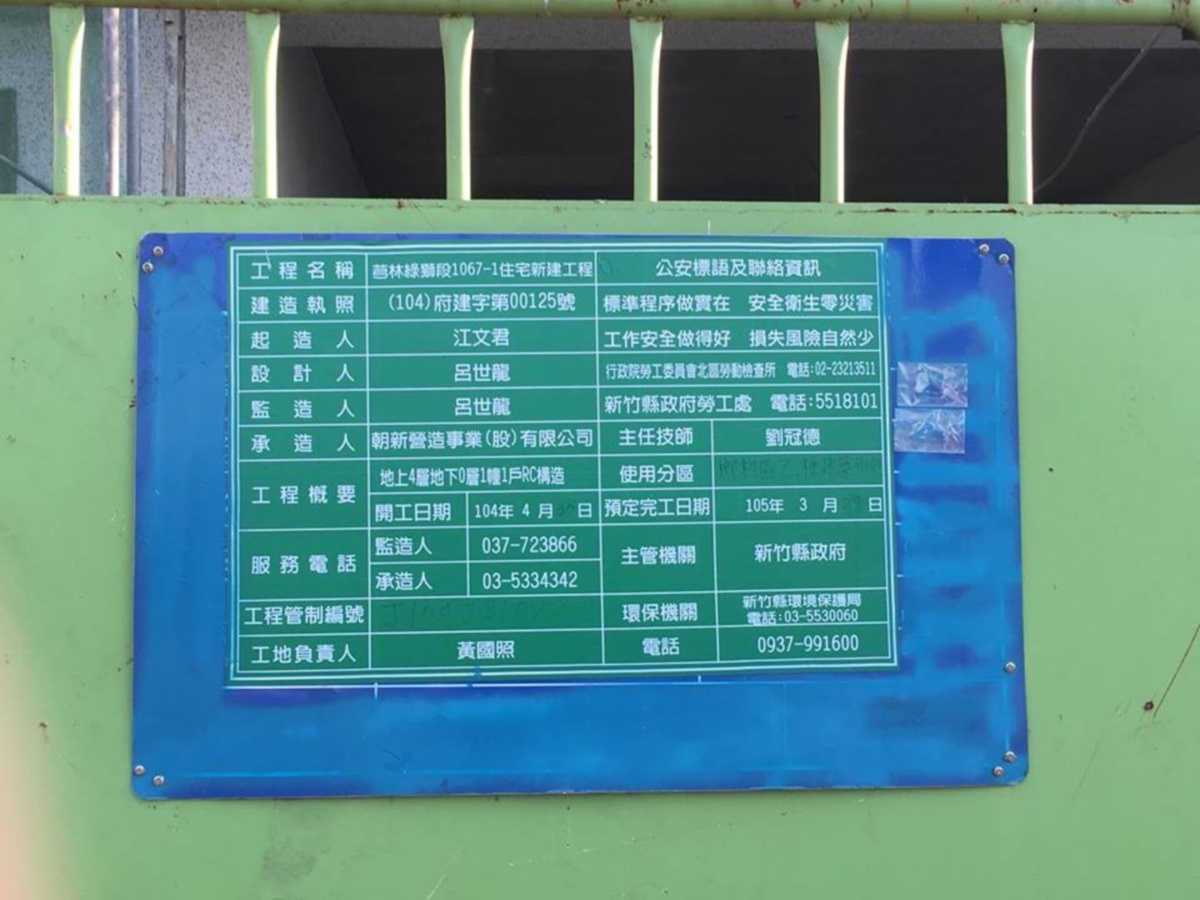 工程名稱 芎林綠獅段1067-1住宅新建工程 公安標語及聯絡資訊
建造執照 (104)府建字第00125號 標準程序做實在 安全衛生零災害
起造人 江文君 工作安全做得好 損失風險自然少
設計人 呂世龍 行政院勞工委員會北區勞動檢查所 電話:02-23213511
監造人 呂世龍 新竹縣政府勞工處 電話:5518101
承造人 朝新營造事業(股)有限公司 主任技師 劉冠德
工程概要 地上4層地下0層1幢1戶RC構造 使用分區
開工日期 104年 4 月 日 預定完工日期 105年 3 月 日
服務電話 監造人 037-723866 主管機關 新竹縣政府
承造人 03-5334342
工程管制編號 環保機關 新竹縣環境保護局
電話:03-5530060
工地負責人 黃國照 電話 0937-991600